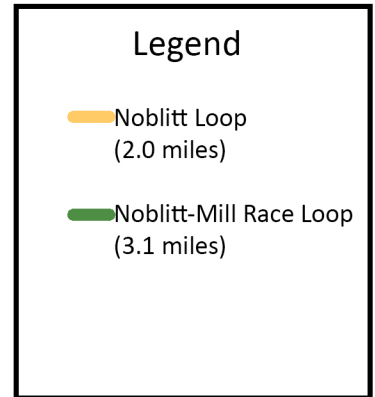 Legend
Noblitt Loop
(2.0 miles)
Noblitt-Mill Race Loop
(3.1 miles)